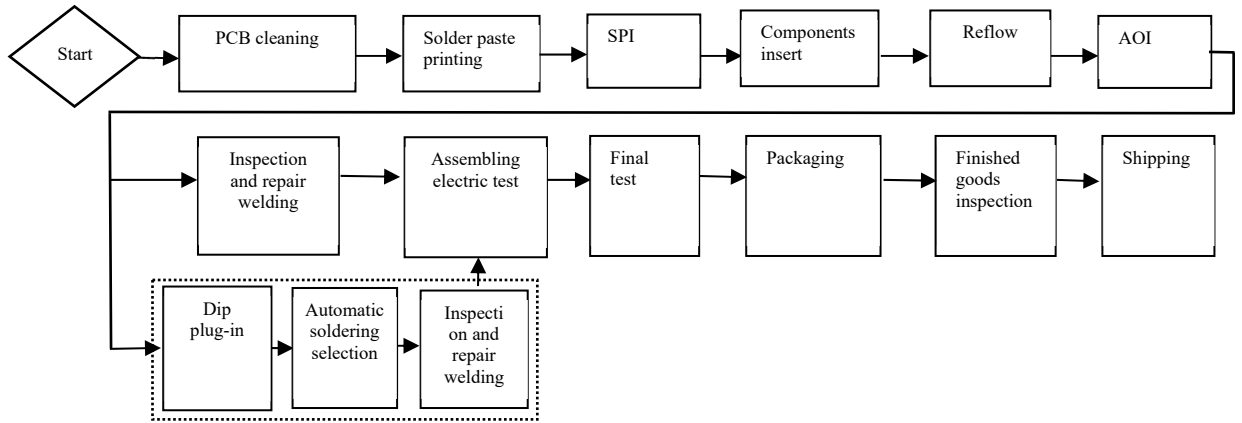 Start
PCB cleaning
Solder paste
printing
SPI
Components
insert
Reflow
AOI
Inspection
and repair
welding
Assembling
electric test
Final
test
Packaging
Finished
goods
inspection
Shipping
Dip
plug-in
Automatic
soldering
selection
Inspecti
on and
repair
welding